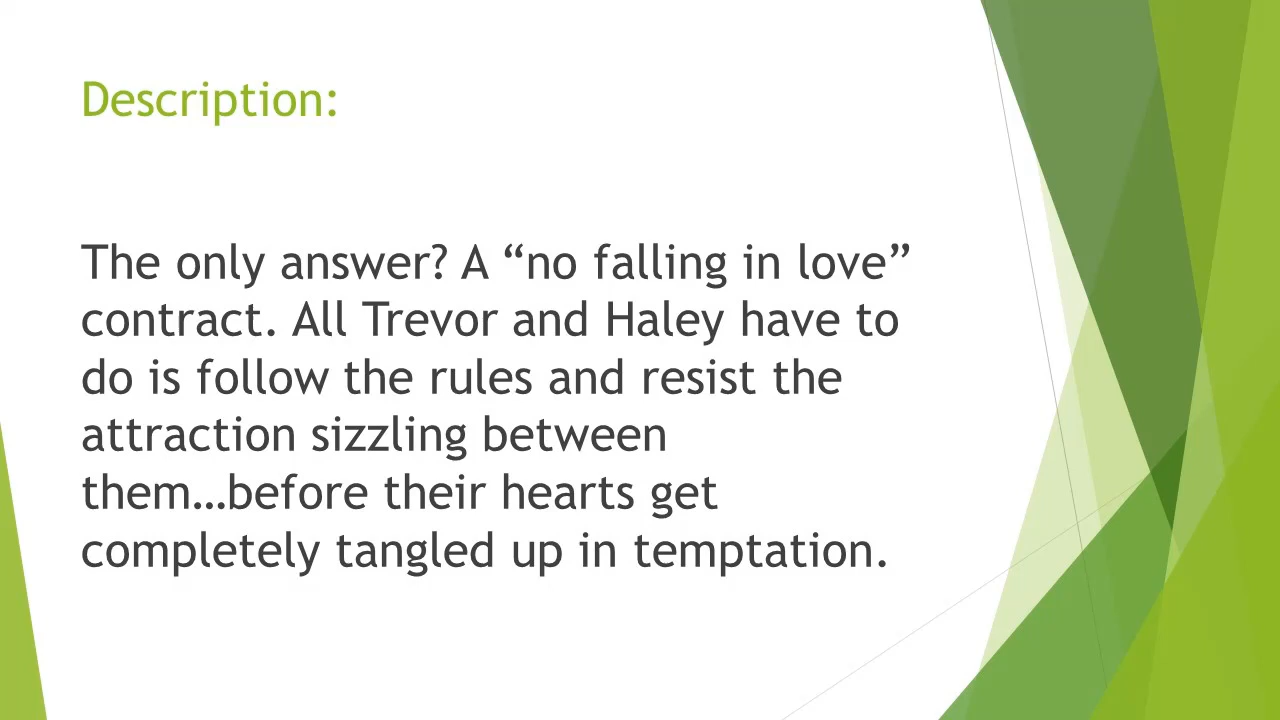 Description:
The only answer? A “no falling in love”
contract. All Trevor and Haley have to
do is follow the rules and resist the
attraction sizzling between
them…before their hearts get
completely tangled up in temptation.